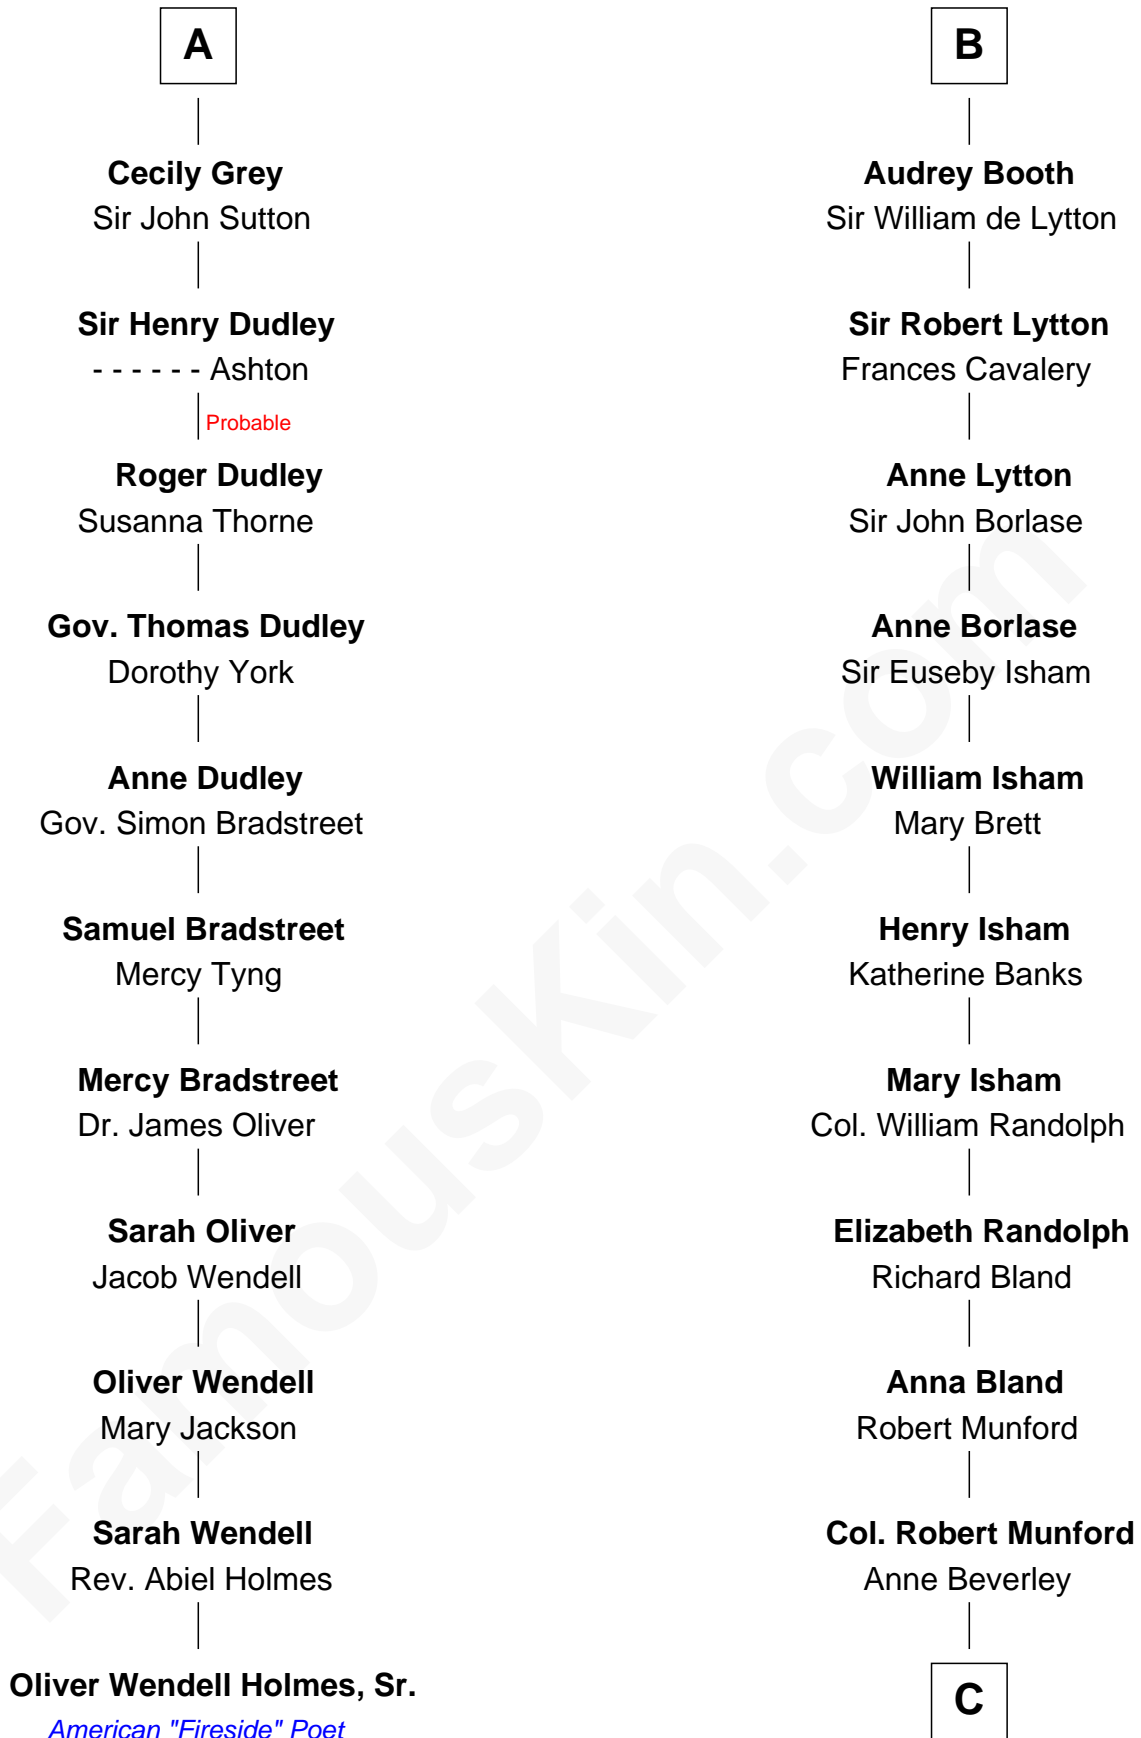 A
Cecily Grey
Sir John Sutton
Sir Henry Dudley
- - - - - - Ashton
Probable
Roger Dudley
Susanna Thorne
Gov. Thomas Dudley
Dorothy York
Anne Dudley
Gov. Simon Bradstreet
Samuel Bradstreet
Mercy Tyng
Mercy Bradstreet
Dr. James Oliver
Sarah Oliver
Jacob Wendell
Oliver Wendell
Mary Jackson
Sarah Wendell
Rev. Abiel Holmes
Oliver Wendell Holmes, Sr.
American "Fireside" Poet
B
Audrey Booth
Sir William de Lytton
Sir Robert Lytton
Frances Cavalery
Anne Lytton
Sir John Borlase
Anne Borlase
Sir Euseby Isham
William Isham
Mary Brett
Henry Isham
Katherine Banks
Mary Isham
Col. William Randolph
Elizabeth Randolph
Richard Bland
Anna Bland
Robert Munford
Col. Robert Munford
Anne Beverley
C
FamousKin.com